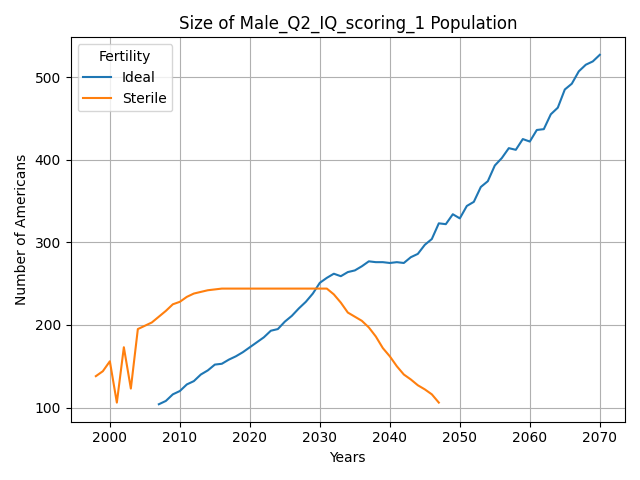 Size of Male_Q2_IQ_scoring_1 Population
Fertility
Ideal
Sterile
Number of Americans
500
400
300
200
100
2000 2010 2020 2030 2040 2050 2060 2070
Years